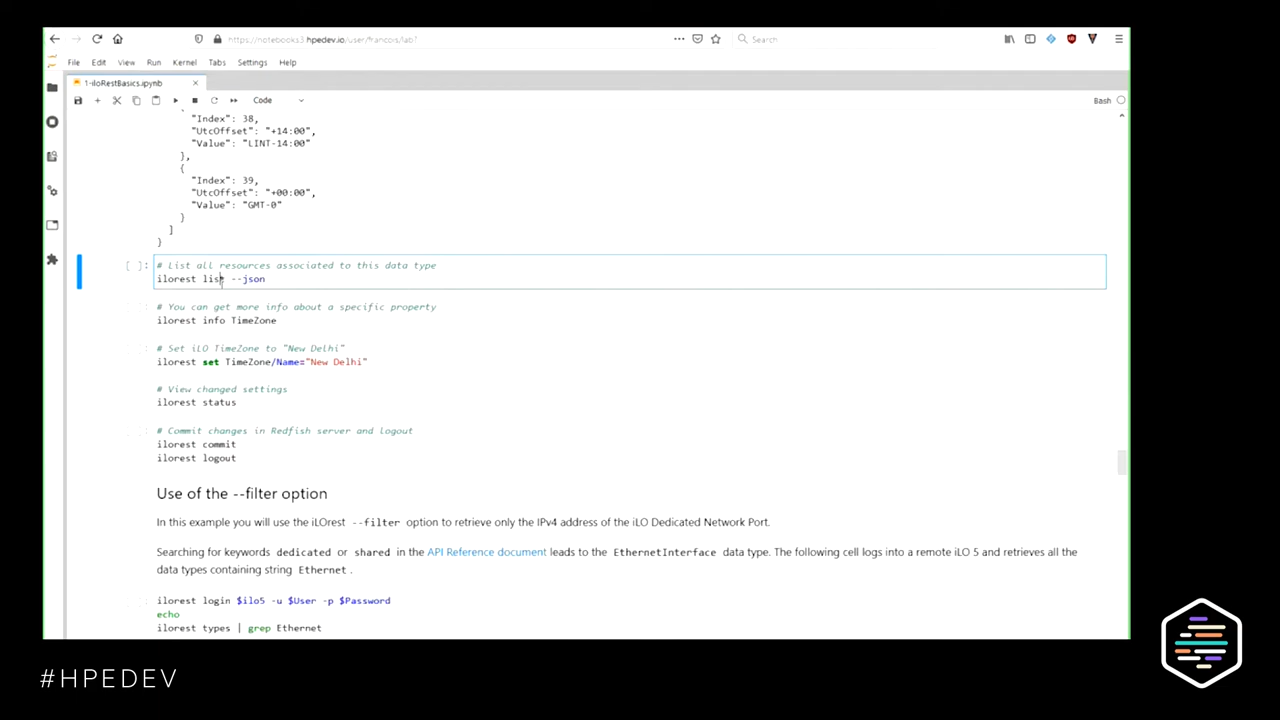 https://notebooks3.hpedev.io/user/francois/lab?
Search
File Edit View Run Kernel Tabs Settings Help
1-iloRestBasics.ipynb
Code
Bash
"Index": 38,
"UtcOffset": "+14:00",
"Value": "LINT-14:00"
},
{
"Index": 39,
"UtcOffset": "+00:00",
"Value": "GMT-0"
}
]
}
[ ]: # List all resources associated to this data type
ilorest list --json
# You can get more info about a specific property
ilorest info TimeZone
# Set iLO TimeZone to "New Delhi"
ilorest set TimeZone/Name="New Delhi"
# View changed settings
ilorest status
# Commit changes in Redfish server and logout
ilorest commit
ilorest logout
Use of the --filter option
In this example you will use the iLOrest --filter option to retrieve only the IPv4 address of the iLO Dedicated Network Port.
Searching for keywords dedicated or shared in the API Reference document leads to the EthernetInterface data type. The following cell logs into a remote iLO 5 and retrieves all the
data types containing string Ethernet.
ilorest login $ilo5 -u $User -p $Password
echo
ilorest types | grep Ethernet
#HPEDEV